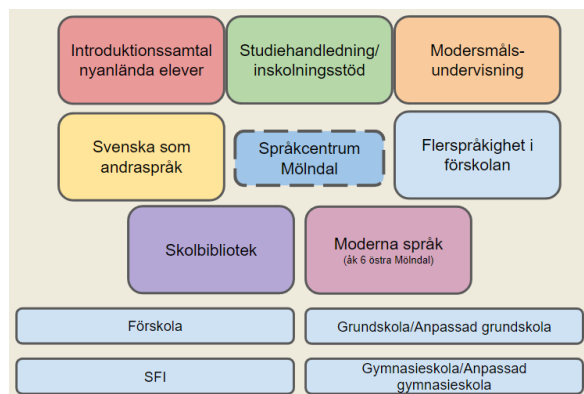 Introduktionssamtal
nyanlända elever
Studiehandledning/
inskolningsstöd
Modersmåls-
undervisning
Svenska som
andraspråk
Språkcentrum
Mölndal
Flerspråkighet i
förskolan
Skolbibliotek
Moderna språk
(åk 6 östra Mölndal)
Förskola
Grundskola/Anpassad grundskola
SFI
Gymnasieskola/Anpassad
gymnasieskola